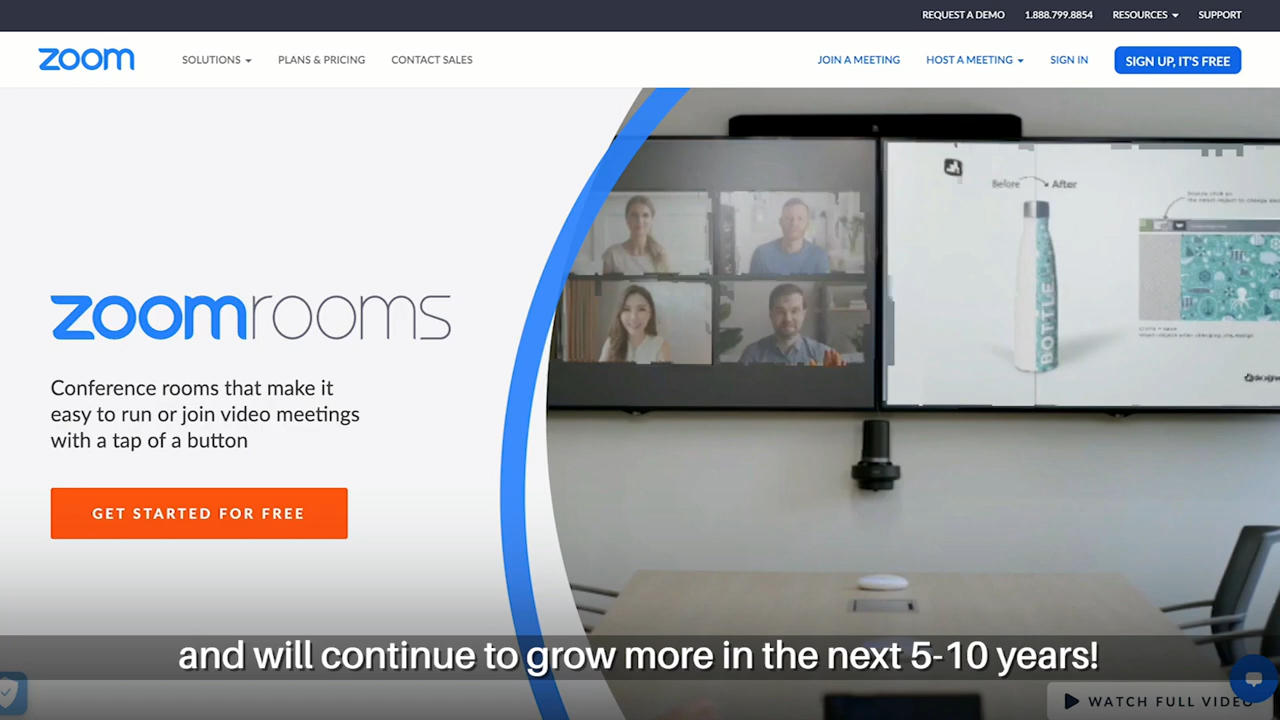 REQUEST A DEMO 1.888.799.8854 RESOURCES SUPPORT
zoom SOLUTIONS PLANS & PRICING CONTACT SALES JOIN A MEETING HOST A MEETING SIGN IN SIGN UP, IT'S FREE
Before After
BOTTLE
zoomrooms
Conference rooms that make it
easy to run or join video meetings
with a tap of a button
GET STARTED FOR FREE
and will continue to grow more in the next 5-10 years!
WATCH FULL VIDEO